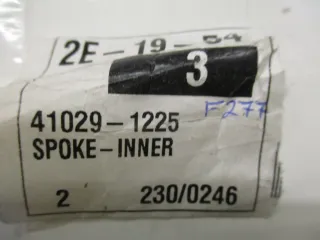 2E-19-54
3
41029-1225 F277
SPOKE-INNER
2 230/0246